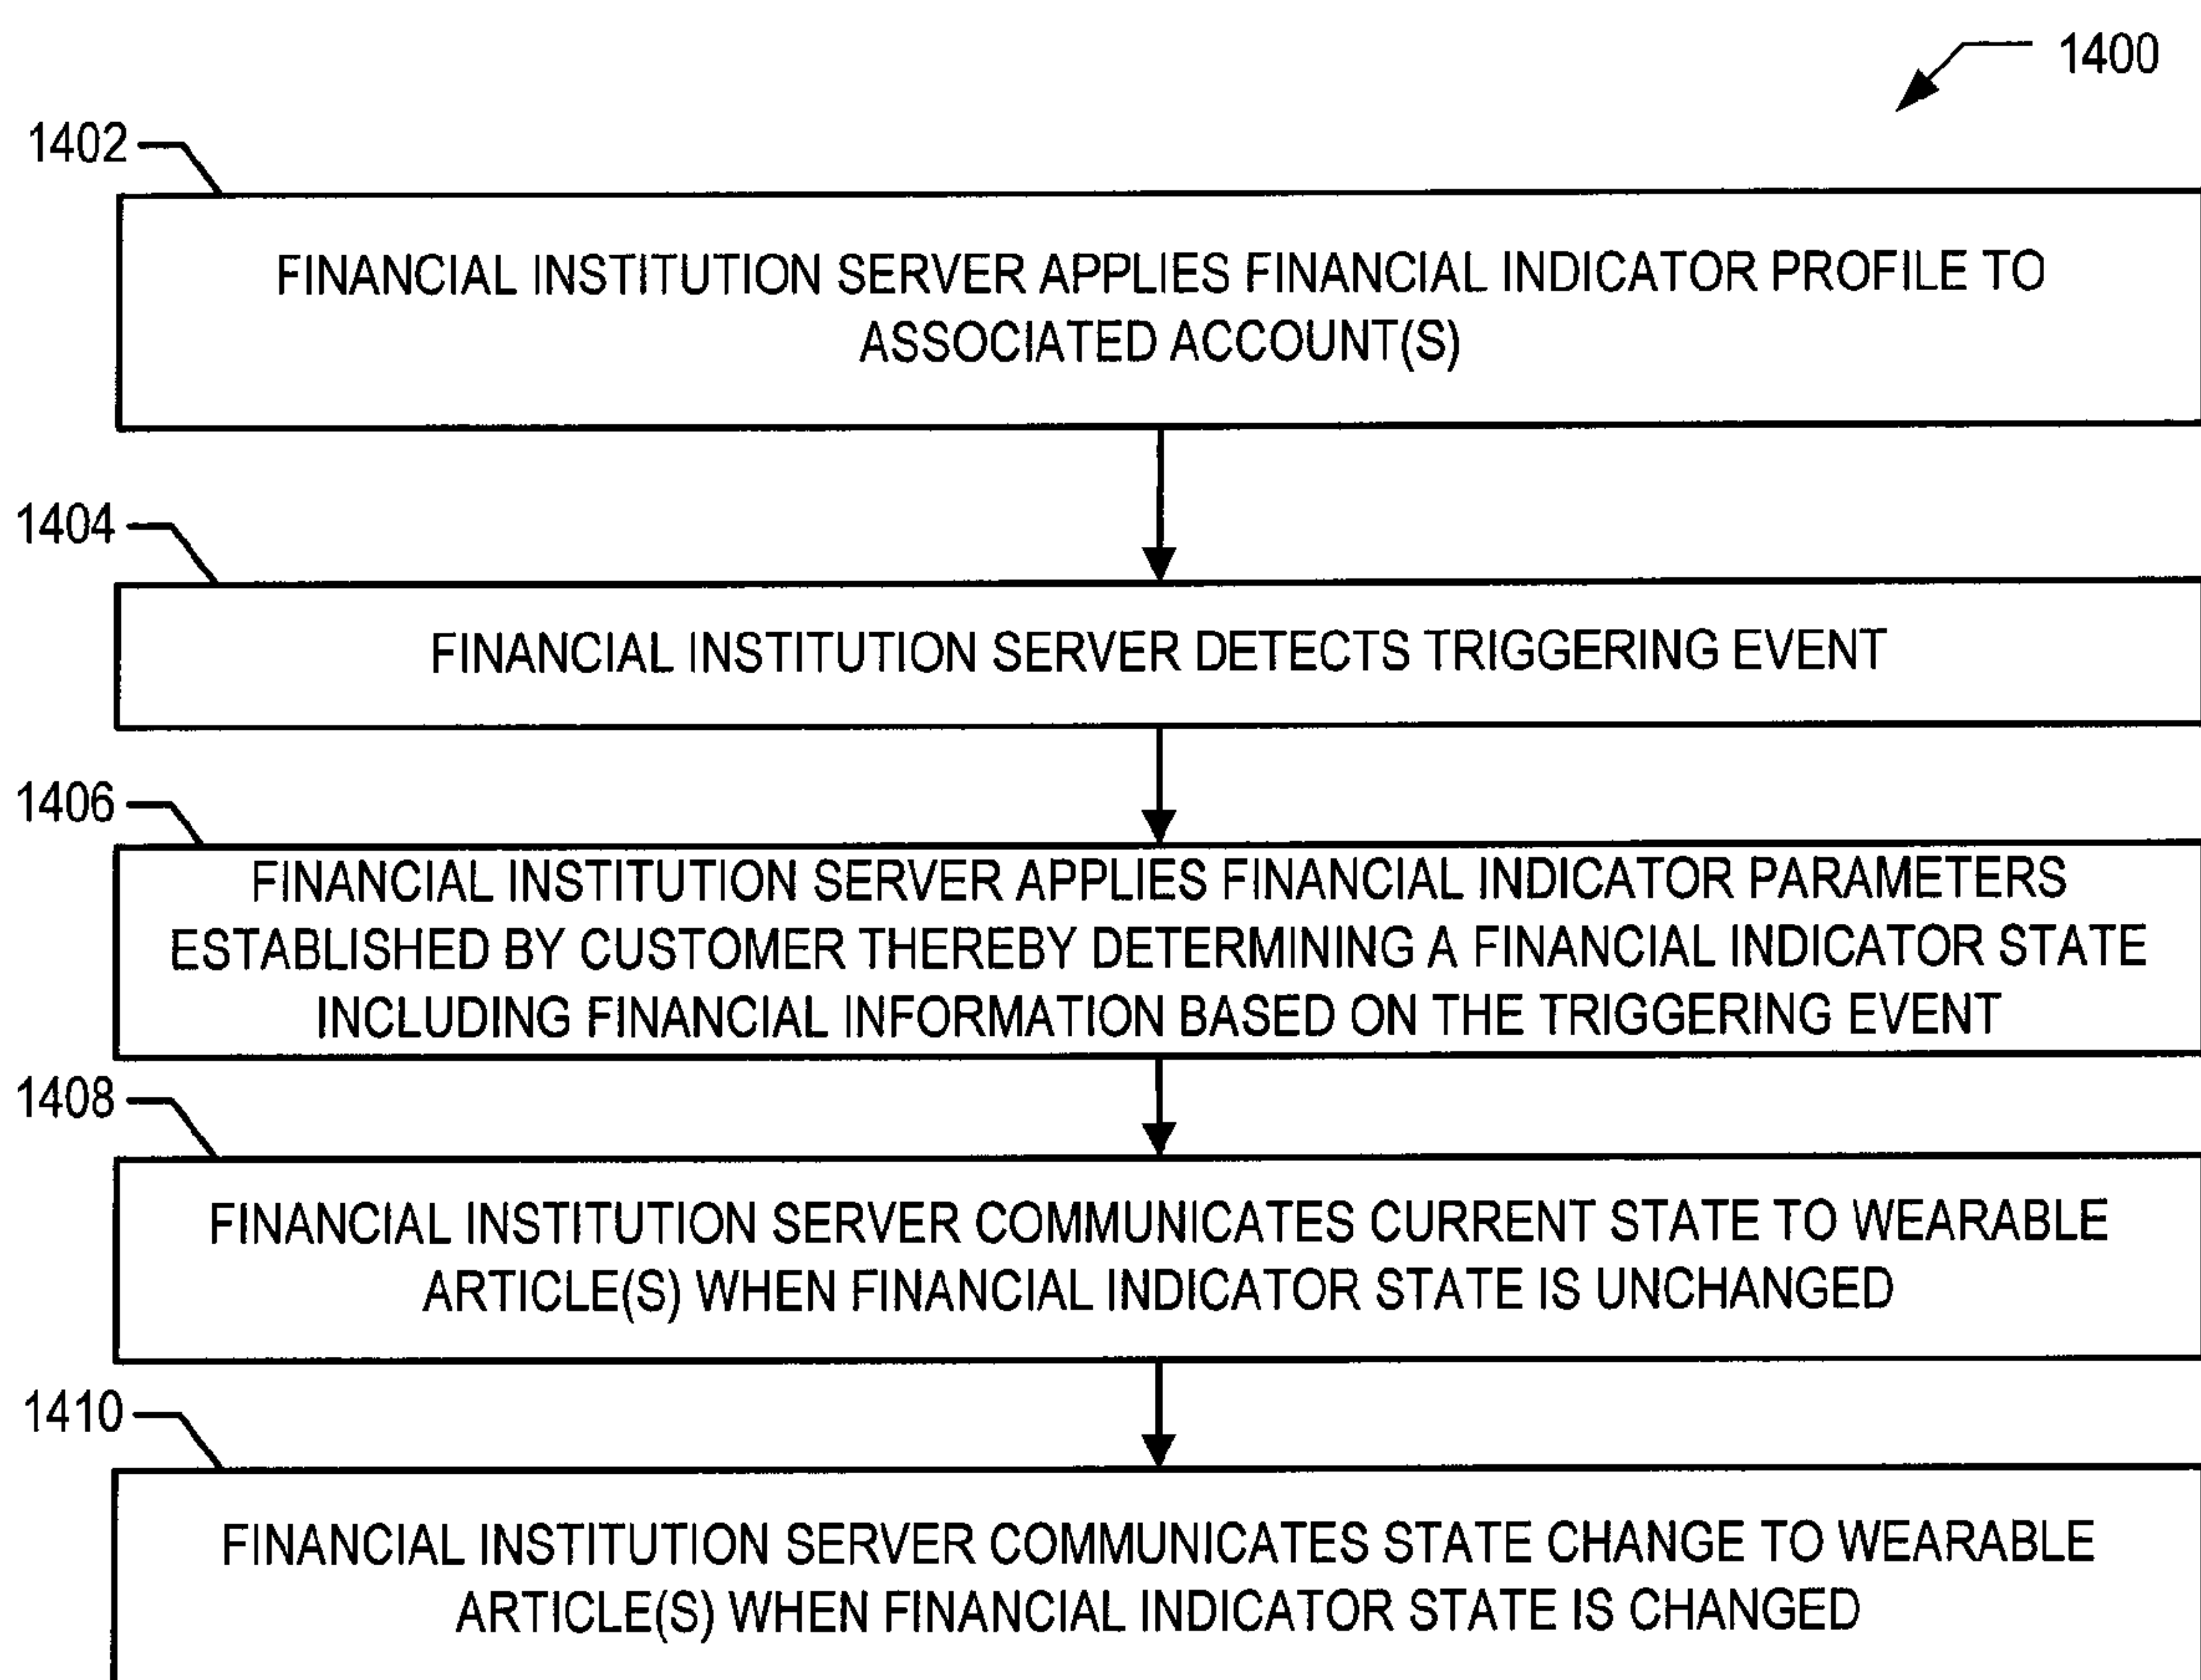 1400
1402
FINANCIAL INSTITUTION SERVER APPLIES FINANCIAL INDICATOR PROFILE TO
ASSOCIATED ACCOUNT(S)
1404
FINANCIAL INSTITUTION SERVER DETECTS TRIGGERING EVENT
1406
FINANCIAL INSTITUTION SERVER APPLIES FINANCIAL INDICATOR PARAMETERS
ESTABLISHED BY CUSTOMER THEREBY DETERMINING A FINANCIAL INDICATOR STATE
INCLUDING FINANCIAL INFORMATION BASED ON THE TRIGGERING EVENT
1408
FINANCIAL INSTITUTION SERVER COMMUNICATES CURRENT STATE TO WEARABLE
ARTICLE(S) WHEN FINANCIAL INDICATOR STATE IS UNCHANGED
1410
FINANCIAL INSTITUTION SERVER COMMUNICATES STATE CHANGE TO WEARABLE
ARTICLE(S) WHEN FINANCIAL INDICATOR STATE IS CHANGED